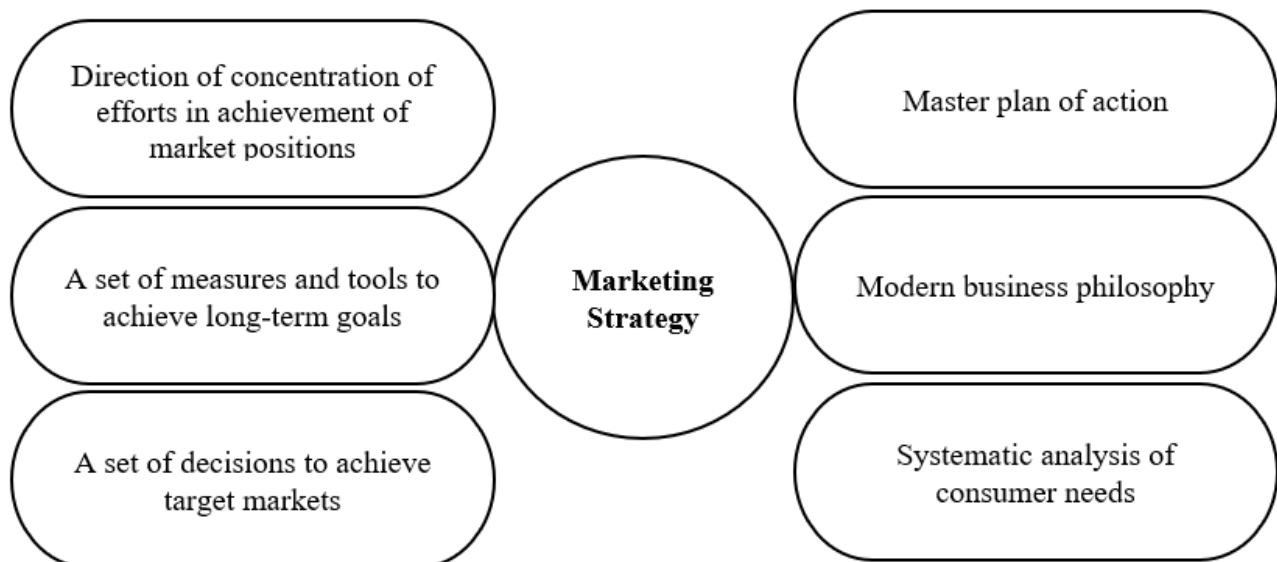 Direction of concentration of
efforts in achievement of
market positions
A set of measures and tools to
achieve long-term goals
A set of decisions to achieve
target markets
Marketing
Strategy
Master plan of action
Modern business philosophy
Systematic analysis of
consumer needs